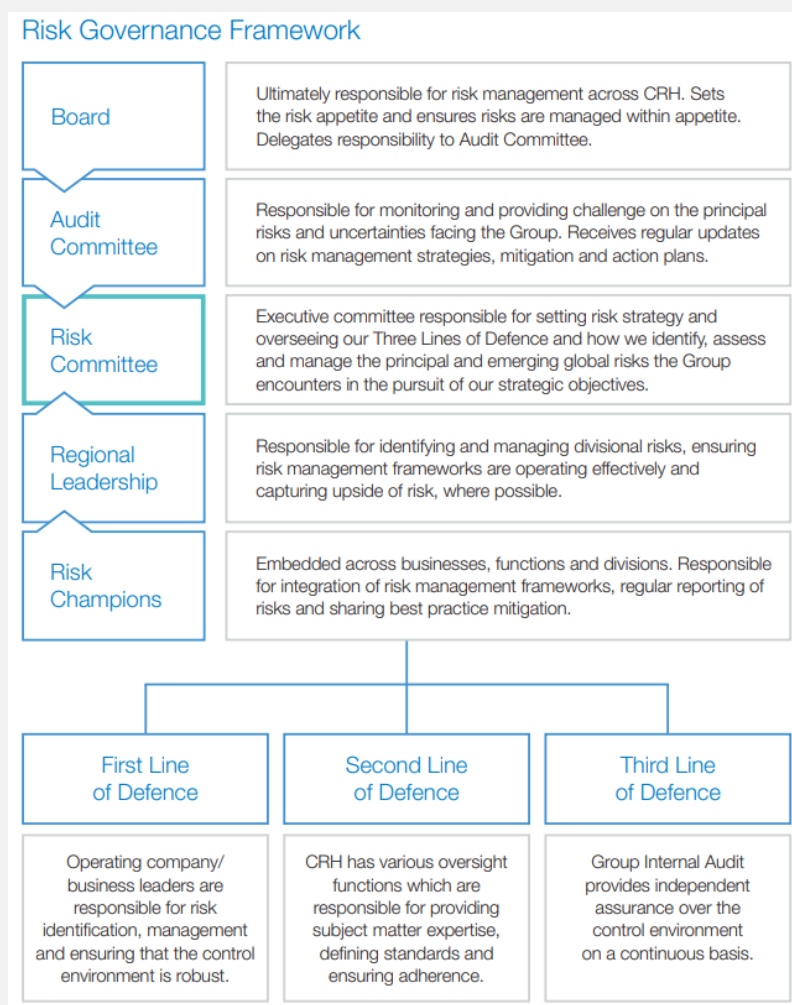 Risk Governance Framework
Board
Ultimately responsible for risk management across CRH. Sets
the risk appetite and ensures risks are managed within appetite.
Delegates responsibility to Audit Committee.
Audit
Committee
Responsible for monitoring and providing challenge on the principal
risks and uncertainties facing the Group. Receives regular updates
on risk management strategies, mitigation and action plans.
Risk
Committee
Executive committee responsible for setting risk strategy and
overseeing our Three Lines of Defence and how we identify, assess
and manage the principal and emerging global risks the Group
encounters in the pursuit of our strategic objectives.
Regional
Leadership
Responsible for identifying and managing divisional risks, ensuring
risk management frameworks are operating effectively and
capturing upside of risk, where possible.
Risk
Champions
Embedded across businesses, functions and divisions. Responsible
for integration of risk management frameworks, regular reporting of
risks and sharing best practice mitigation.
First Line
of Defence
Operating company/
business leaders are
responsible for risk
identification, management
and ensuring that the control
environment is robust.
Second Line
of Defence
CRH has various oversight
functions which are
responsible for providing
subject matter expertise,
defining standards and
ensuring adherence.
Third Line
of Defence
Group Internal Audit
provides independent
assurance over the
control environment
on a continuous basis.